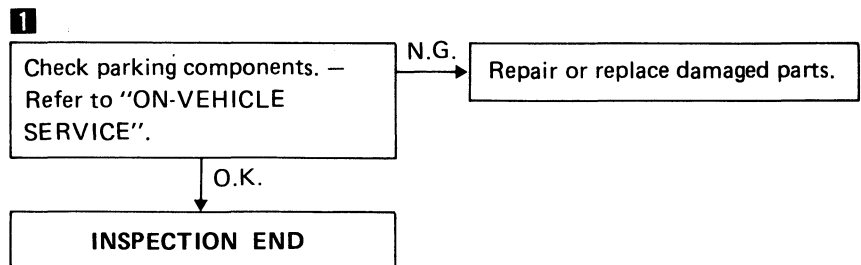 1
Check parking components. —
Refer to "ON-VEHICLE
SERVICE".
N.G.
Repair or replace damaged parts.
O.K.
INSPECTION END